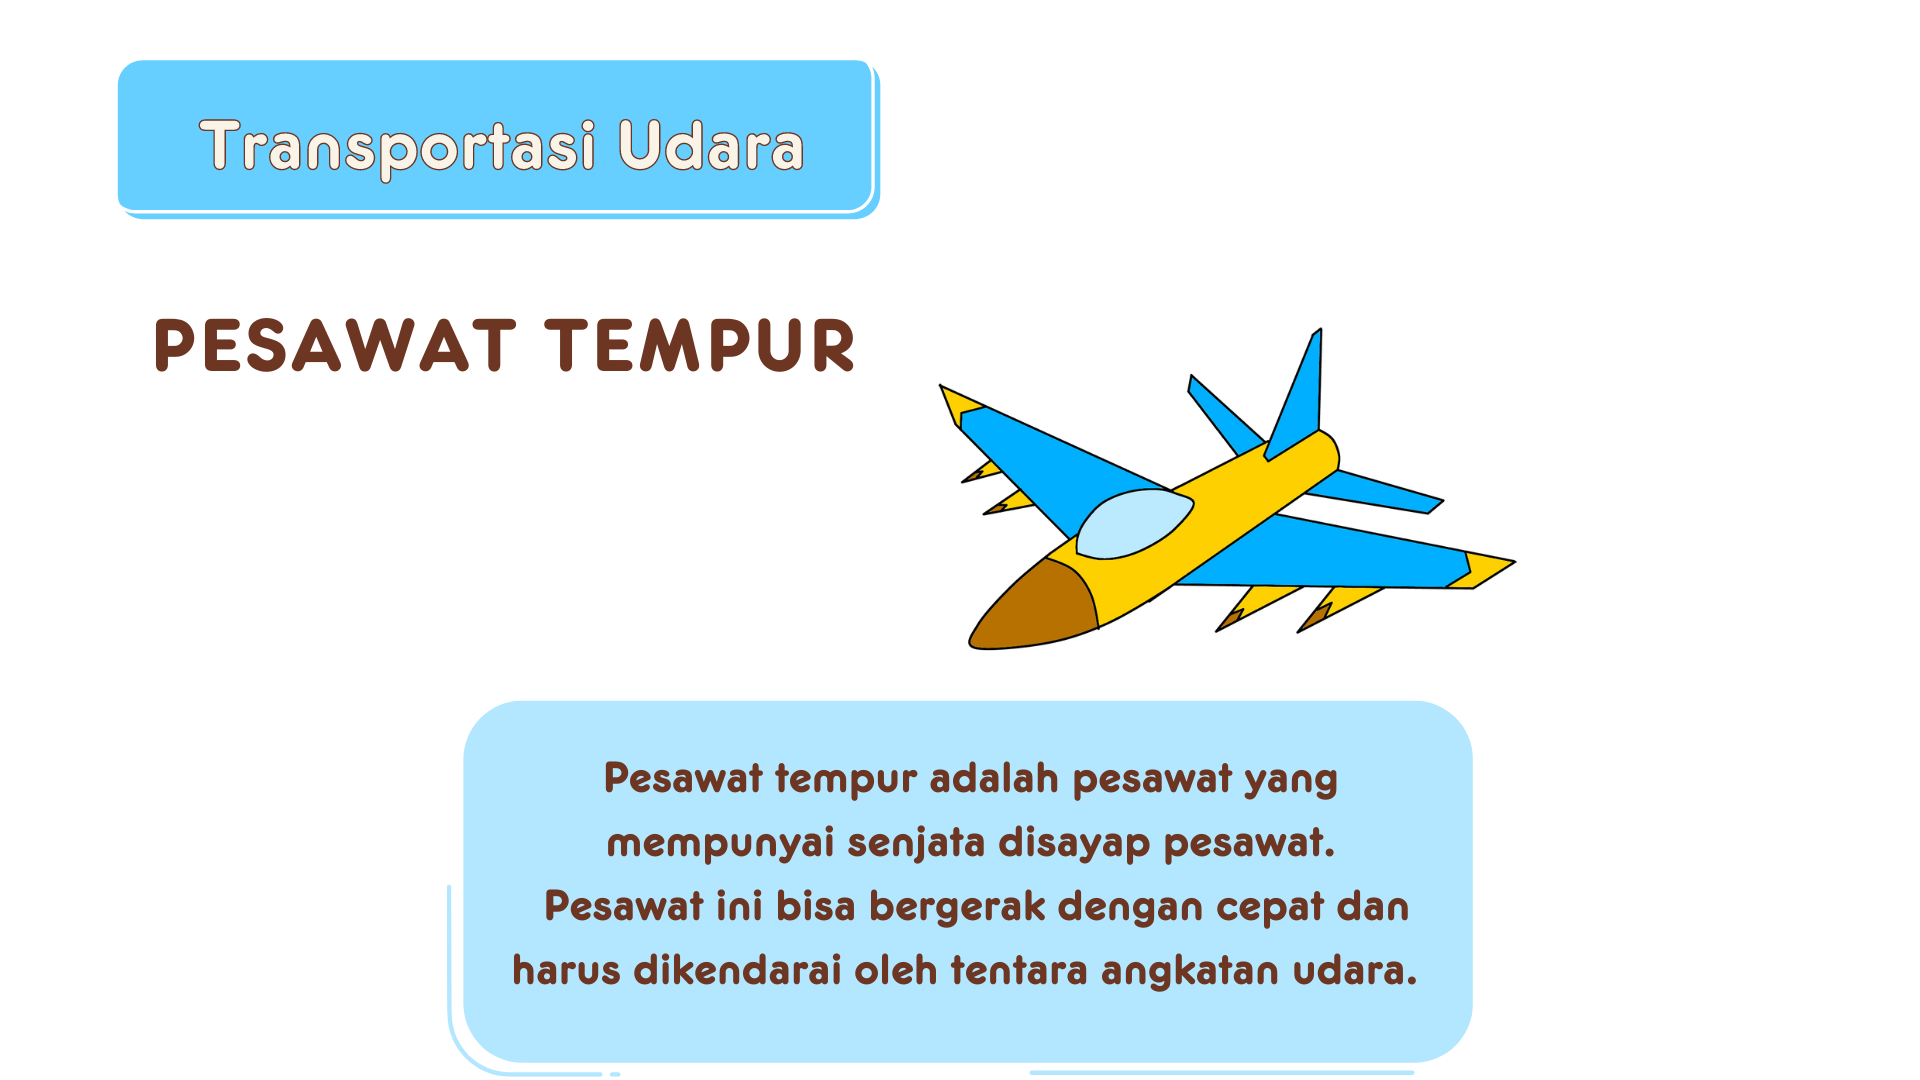 Transportasi Udara
PESAWAT TEMPUR
Pesawat tempur adalah pesawat yang
mempunyai senjata disayap pesawat.
Pesawat ini bisa bergerak dengan cepat dan
harus dikendarai oleh tentara angkatan udara.